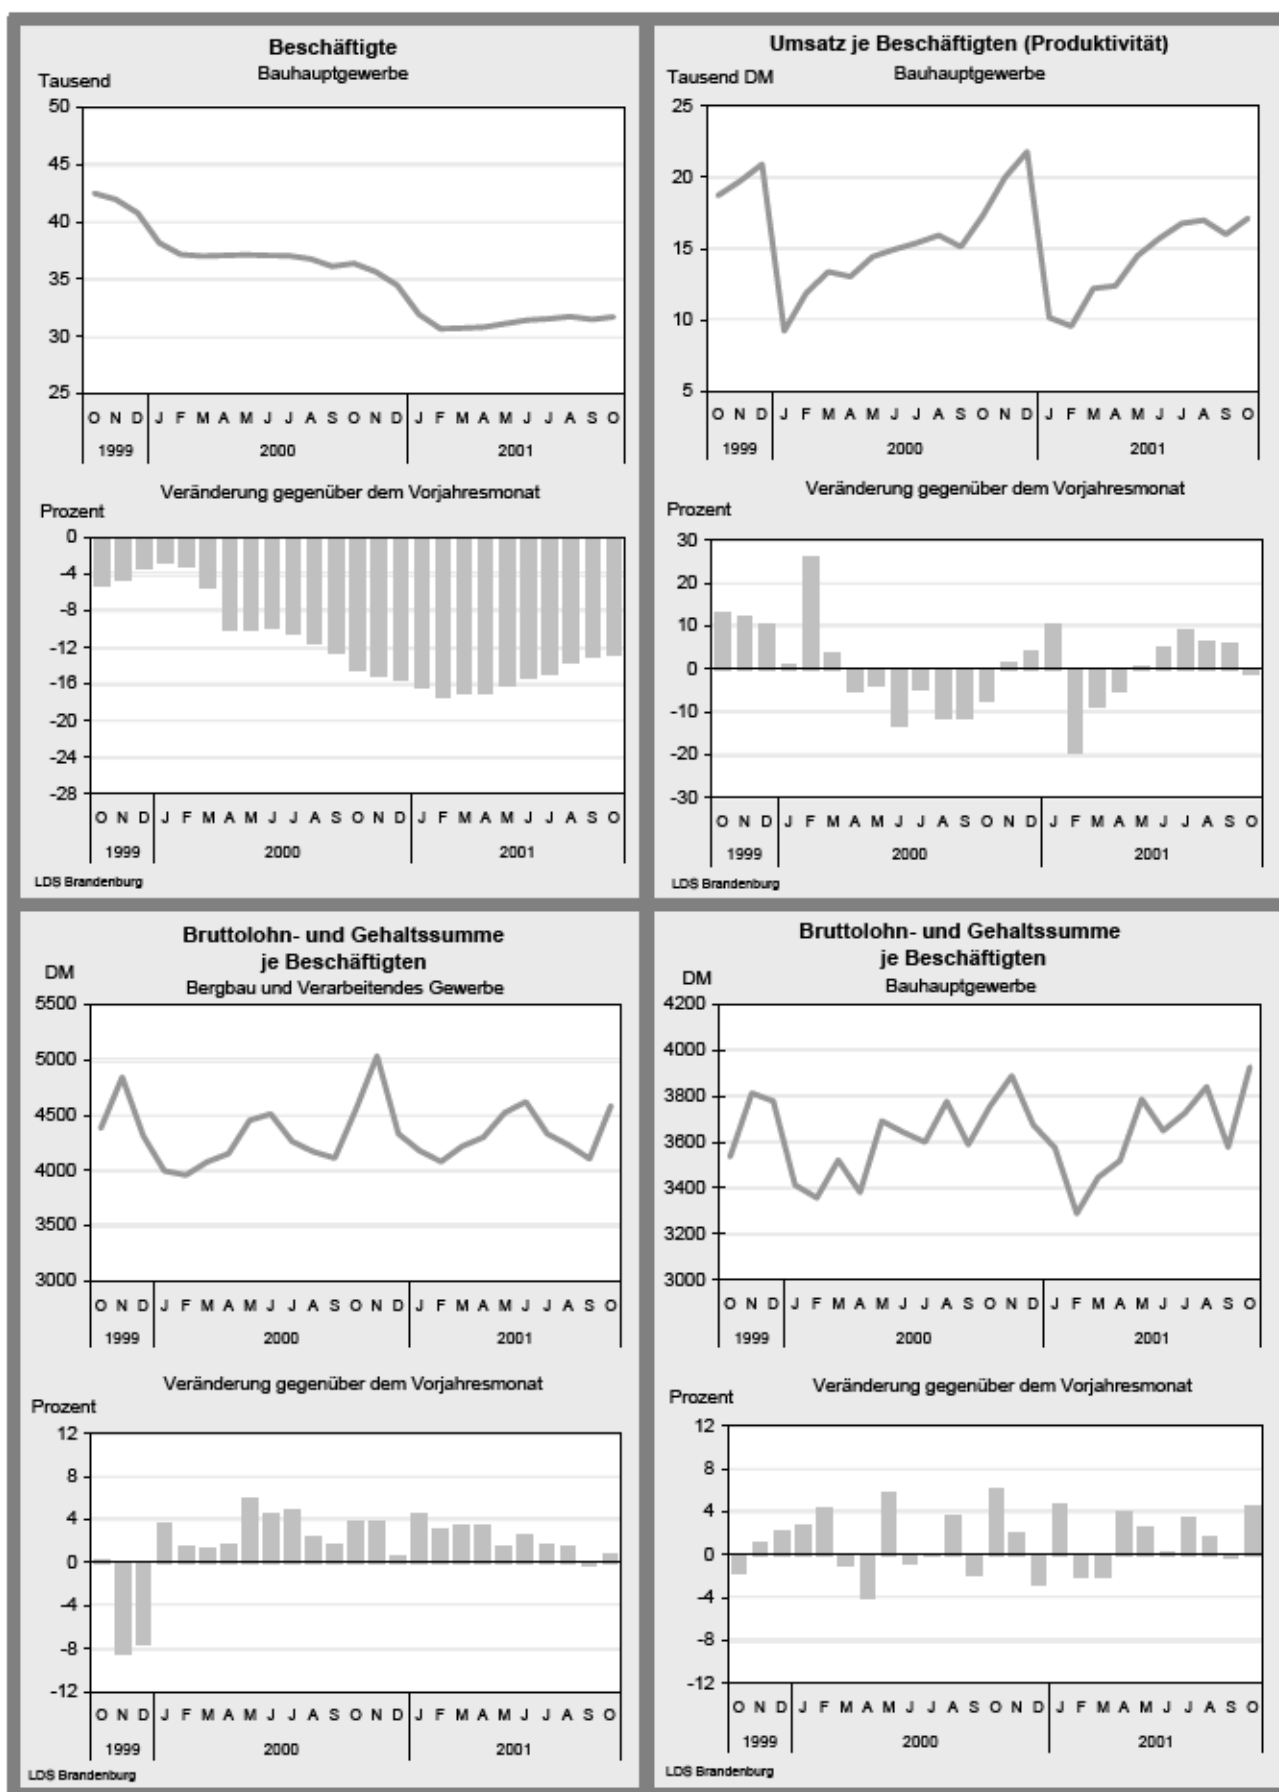 Beschäftigte
Bauhauptgewerbe
Tausend
50
45
40
35
30
25
O N D J F M A M J J A S O N D J F M A M J J A S O
1999 2000 2001
Veränderung gegenüber dem Vorjahresmonat
Prozent
0
-4
-8
-12
-16
-20
-24
-28
O N D J F M A M J J A S O N D J F M A M J J A S O
1999 2000 2001
LDS Brandenburg
Umsatz je Beschäftigten (Produktivität)
Tausend DM Bauhauptgewerbe
25
20
15
10
5
O N D J F M A M J J A S O N D J F M A M J J A S O
1999 2000 2001
Veränderung gegenüber dem Vorjahresmonat
Prozent
30
20
10
0
-10
-20
-30
O N D J F M A M J J A S O N D J F M A M J J A S O
1999 2000 2001
LDS Brandenburg
Bruttolohn- und Gehaltssumme
je Beschäftigten
DM
Bergbau und Verarbeitendes Gewerbe
5500
5000
4500
4000
3500
3000
O N D J F M A M J J A S O N D J F M A M J J A S O
1999 2000 2001
Veränderung gegenüber dem Vorjahresmonat
Prozent
12
8
4
0
-4
-8
-12
O N D J F M A M J J A S O N D J F M A M J J A S O
1999 2000 2001
LDS Brandenburg
Bruttolohn- und Gehaltssumme
je Beschäftigten
DM
Bauhauptgewerbe
4200
4000
3800
3600
3400
3200
3000
O N D J F M A M J J A S O N D J F M A M J J A S O
1999 2000 2001
Veränderung gegenüber dem Vorjahresmonat
Prozent
12
8
4
0
-4
-8
-12
O N D J F M A M J J A S O N D J F M A M J J A S O
1999 2000 2001
LDS Brandenburg